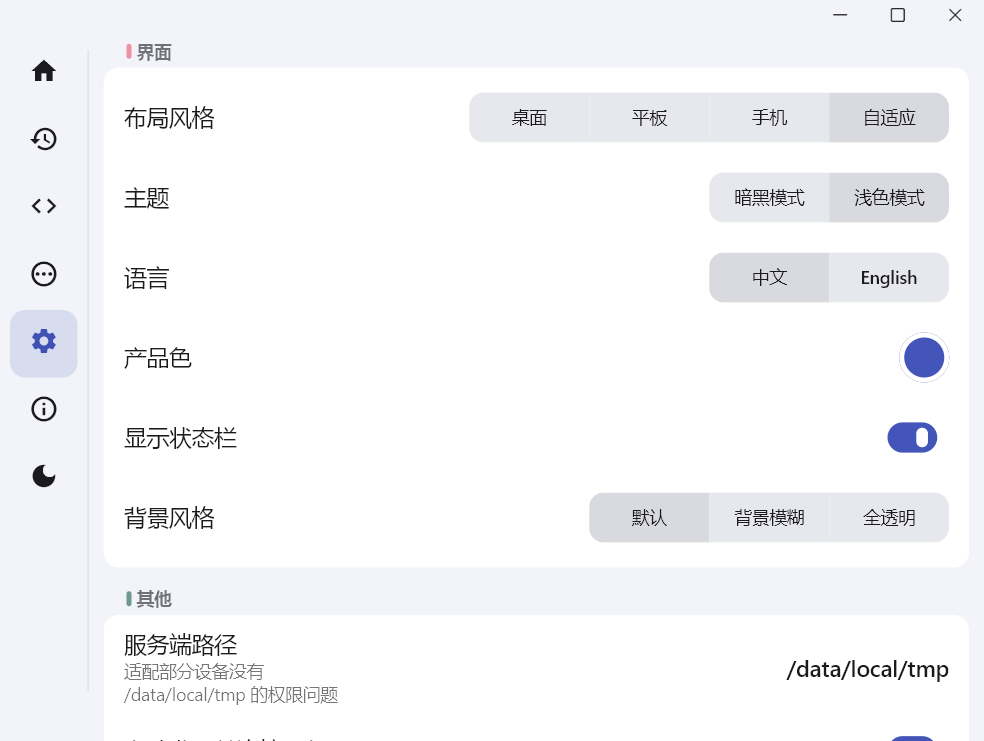 界面
布局风格
桌面 平板 手机 自适应
主题
暗黑模式 浅色模式
语言
中文 English
产品色
显示状态栏
背景风格
默认 背景模糊 全透明
其他
服务端路径
适配部分设备没有
/data/local/tmp 的权限问题
/data/local/tmp